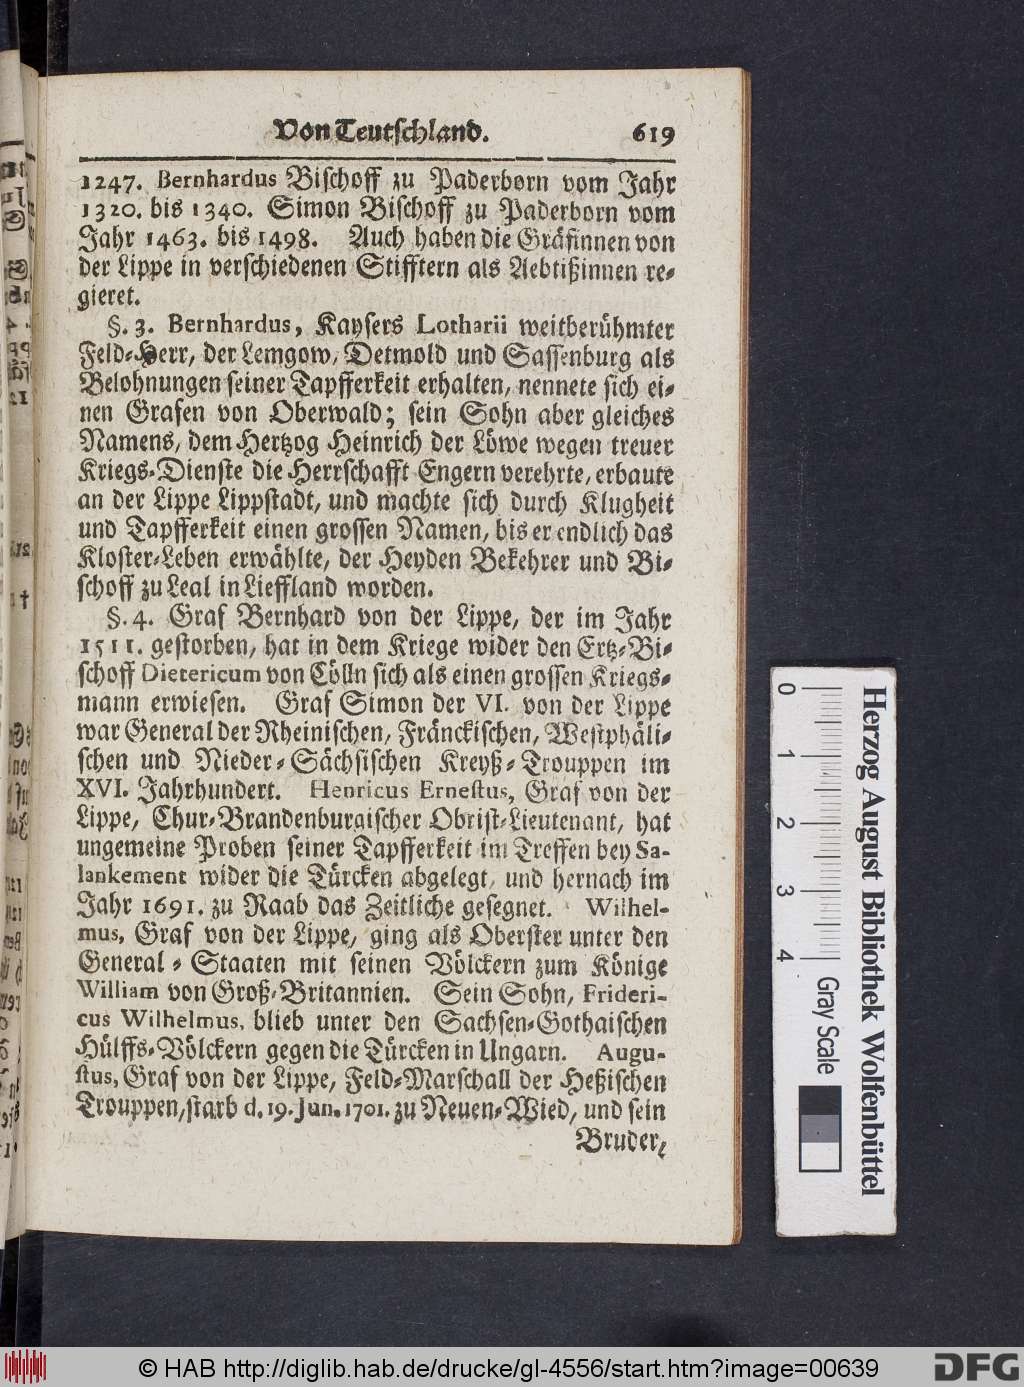 Von Teutschland. 619
1247. Bernhardus Bischoff zu Paderborn vom Jahr
1320. bis 1340. Simon Bischoff zu Paderborn vom
Jahr 1463. bis 1498. Auch haben die Gräfinnen von
der Lippe in verschiedenen Stifftern als Aebtißinnen re-
gieret.
§. 3. Bernhardus, Kaysers Lotharii weitberühmter
Feld-Herr, der Lemgow, Detmold und Sassenburg als
Belohnungen seiner Tapfferkeit erhalten, nennete sich ei-
nen Grafen von Oberwald; sein Sohn aber gleiches
Namens, dem Hertzog Heinrich der Löwe wegen treuer
Kriegs-Dienste die Herrschafft Engern verehrte, erbaute
an der Lippe Lippstadt, und machte sich durch Klugheit
und Tapfferkeit einen grossen Namen, bis er endlich das
Kloster-Leben erwählte, der Heyden Bekehrer und Bi-
schoff zu Leal in Lieffland worden.
§. 4. Graf Bernhard von der Lippe, der im Jahr
1511. gestorben, hat in dem Kriege wider den Ertz-Bi-
schoff Dietericum von Cölln sich als einen grossen Kriegs-
mann erwiesen. Graf Simon der VI. von der Lippe
war General der Rheinischen, Fränckischen, Westphäli-
schen und Nieder-Sächsischen Kreyß-Trouppen im
XVI. Jahrhundert. Henricus Ernestus, Graf von der
Lippe, Chur-Brandenburgischer Obrist-Lieutenant, hat
ungemeine Proben seiner Tapfferkeit im Treffen bey Sa-
lankement wider die Türcken abgelegt, und hernach im
Jahr 1691. zu Raab das Zeitliche gesegnet. Wilhel-
mus, Graf von der Lippe, ging als Oberster unter den
General-Staaten mit seinen Völckern zum Könige
William von Groß-Britannien. Sein Sohn, Frideri-
cus Wilhelmus, blieb unter den Sachsen-Gothaischen
Hülffs-Völckern gegen die Türcken in Ungarn. Augu-
stus, Graf von der Lippe, Feld-Marschall der Heßischen
Trouppen, starb d. 19. Jun. 1701. zu Neuen-Wied, und sein
Bruder,
0 1 2 3 4
Gray Scale
Herzog August Bibliothek Wolfenbüttel
© HAB http://diglib.hab.de/drucke/gl-4556/start.htm?image=00639
DFG